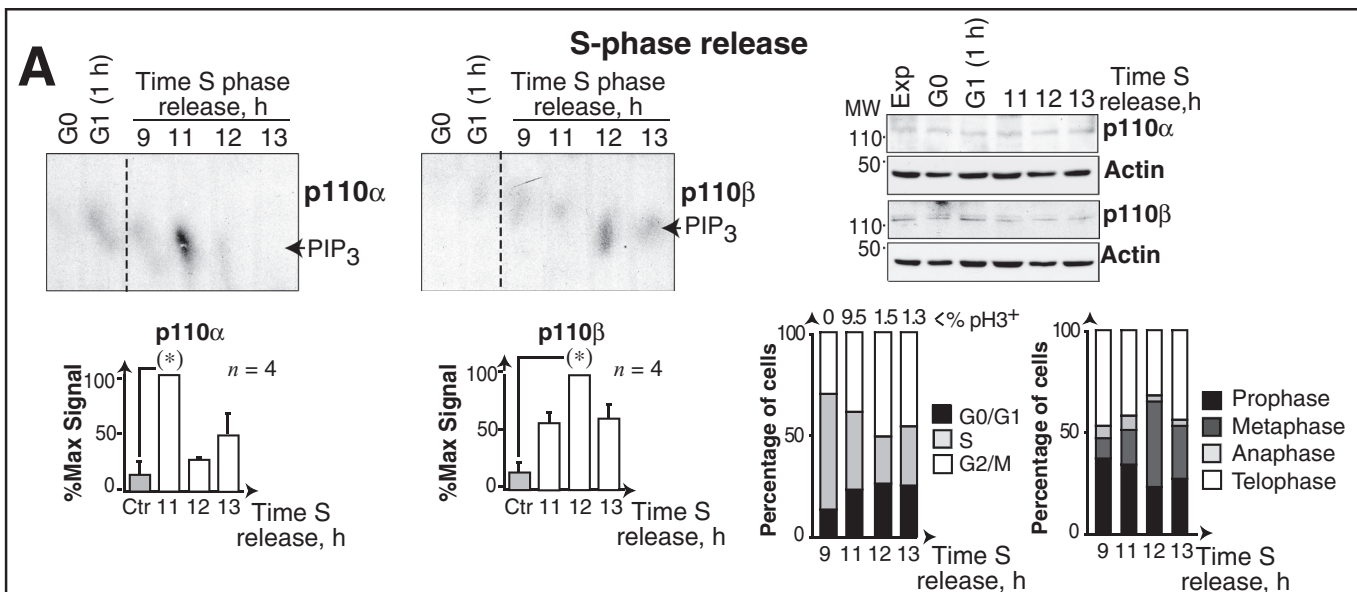 A
S-phase release
G0
G1 (1 h)
Time S phase
release, h
9 11 12 13
p110α
PIP3
G0
G1 (1 h)
Time S phase
release, h
9 11 12 13
p110β
PIP3
Exp
G0
G1 (1 h)
11 12 13
Time S
release,h
MW
110
p110α
50
Actin
110
p110β
50
Actin
p110α
%Max Signal
100
50
0
(*)
n = 4
Ctr 11 12 13
Time S
release, h
p110β
%Max Signal
100
50
0
(*)
n = 4
Ctr 11 12 13
Time S
release, h
Percentage of cells
100
50
0
0 9.5 1.5 1.3 <% pH3+
G0/G1
S
G2/M
9 11 12 13
Time S
release, h
Percentage of cells
100
50
0
Prophase
Metaphase
Anaphase
Telophase
9 11 12 13
Time S
release, h